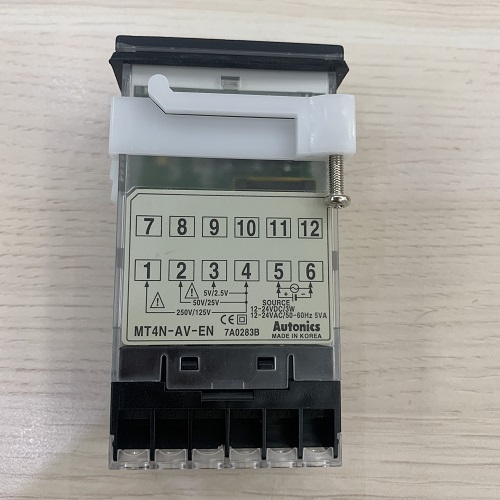 7 8 9 10 11 12
1 2 3 4 5 6
5V/2.5V
50V/25V
250V/125V
SOURCE
12-24VDC/3W
12-24VAC/50-60Hz 5VA
MT4N-AV-EN 7A0283B Autonics
MADE IN KOREA